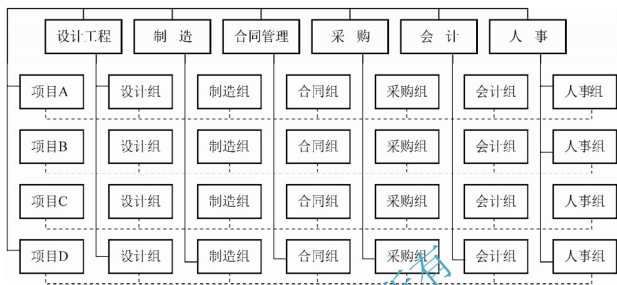 设计工程 制 造 合同管理 采 购 会 计 人 事
项目A 设计组 制造组 合同组 采购组 会计组 人事组
项目B 设计组 制造组 合同组 采购组 会计组 人事组
项目C 设计组 制造组 合同组 采购组 会计组 人事组
项目D 设计组 制造组 合同组 采购组 会计组 人事组